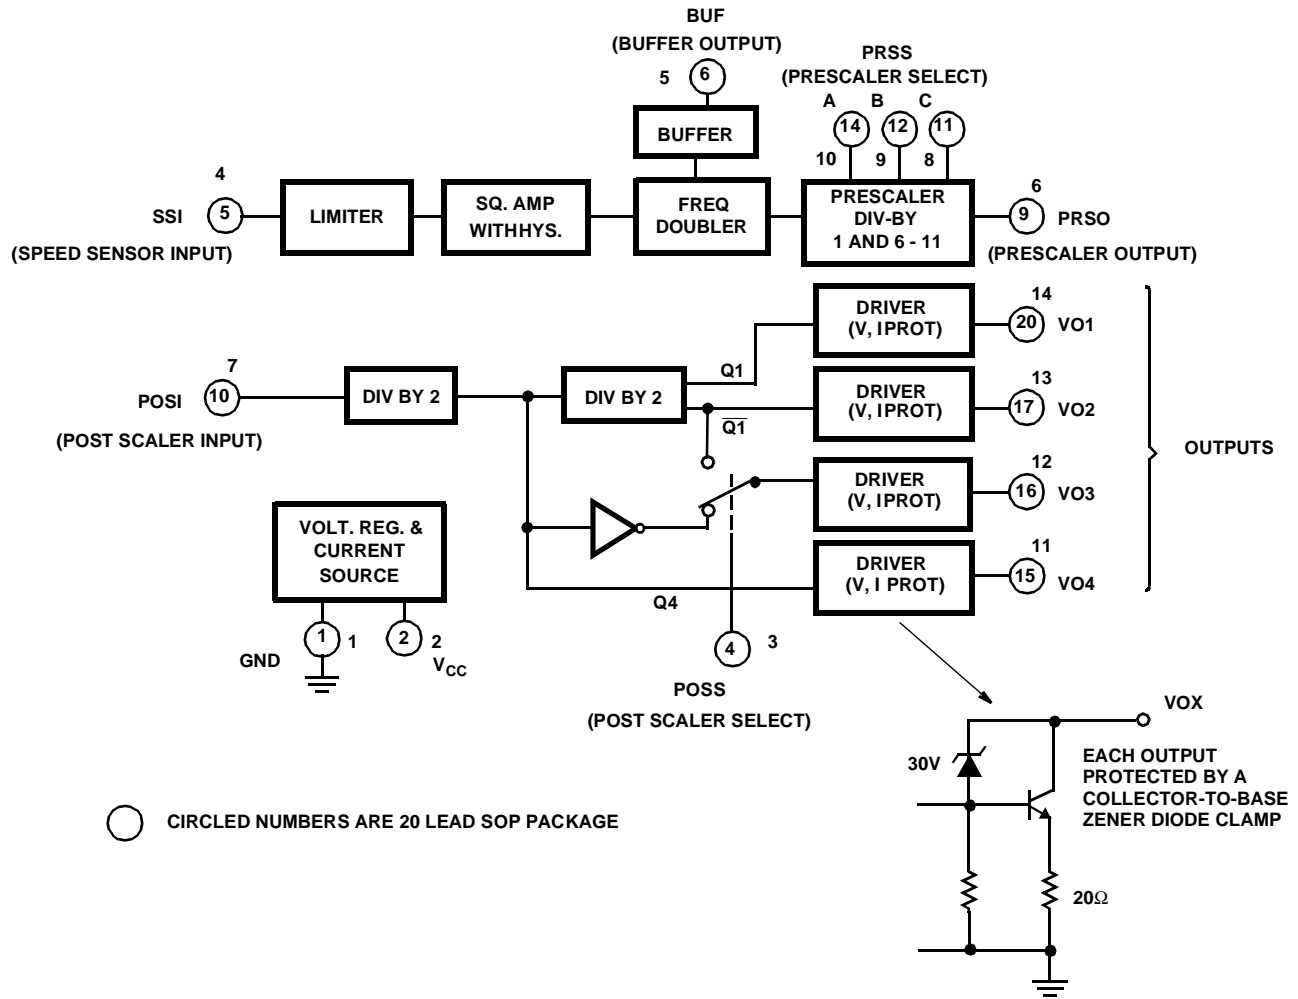 BUF
(BUFFER OUTPUT)
5 6
BUFFER
PRSS
(PRESCALER SELECT)
A B C
14 12 11
10 9 8
4
SSI 5
(SPEED SENSOR INPUT)
LIMITER
SQ. AMP
WITHHYS.
FREQ
DOUBLER
PRESCALER
DIV-BY
1 AND 6 - 11
6
9 PRSO
(PRESCALER OUTPUT)
7
POSI 10
(POST SCALER INPUT)
DIV BY 2
DIV BY 2
Q1
Q̅1̅
DRIVER
(V, IPROT)
14
20 VO1
DRIVER
(V, IPROT)
13
17 VO2
DRIVER
(V, IPROT)
12
16 VO3
DRIVER
(V, I PROT)
11
15 VO4
OUTPUTS
Q4
VOLT. REG. &
CURRENT
SOURCE
1 1
GND
2 2
VCC
4 3
POSS
(POST SCALER SELECT)
VOX
30V
EACH OUTPUT
PROTECTED BY A
COLLECTOR-TO-BASE
ZENER DIODE CLAMP
20Ω
CIRCLED NUMBERS ARE 20 LEAD SOP PACKAGE